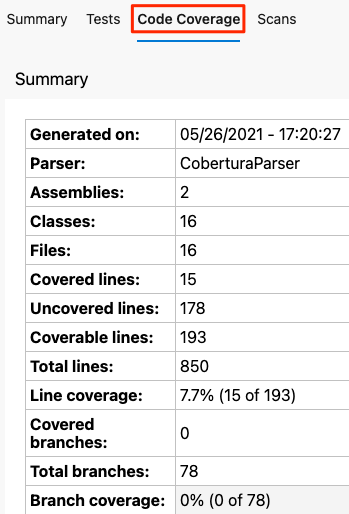 Summary Tests Code Coverage Scans
Summary
Generated on: 05/26/2021 - 17:20:27
Parser: CoberturaParser
Assemblies: 2
Classes: 16
Files: 16
Covered lines: 15
Uncovered lines: 178
Coverable lines: 193
Total lines: 850
Line coverage: 7.7% (15 of 193)
Covered
branches: 0
Total branches: 78
Branch coverage: 0% (0 of 78)